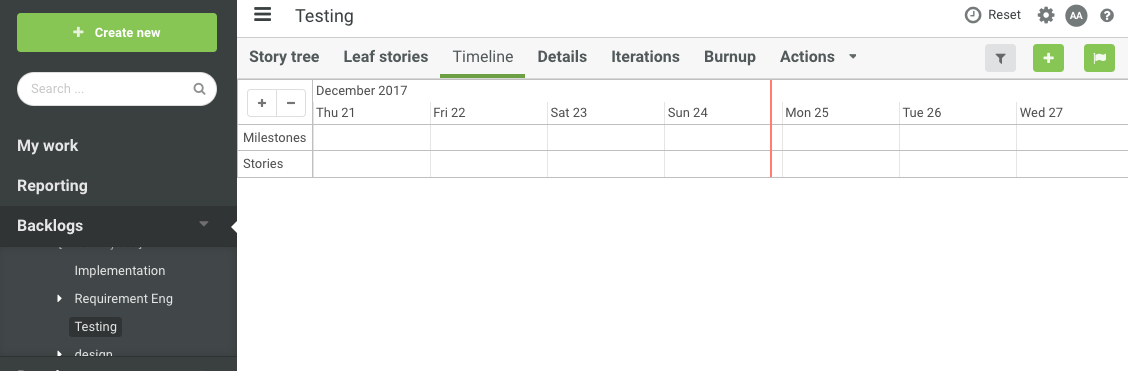 Create new
Search ...
My work
Reporting
Backlogs
Implementation
Requirement Eng
Testing
design
Testing
Reset
AA
?
Story tree Leaf stories Timeline Details Iterations Burnup Actions
+ −
December 2017
Thu 21 Fri 22 Sat 23 Sun 24 Mon 25 Tue 26 Wed 27
Milestones
Stories